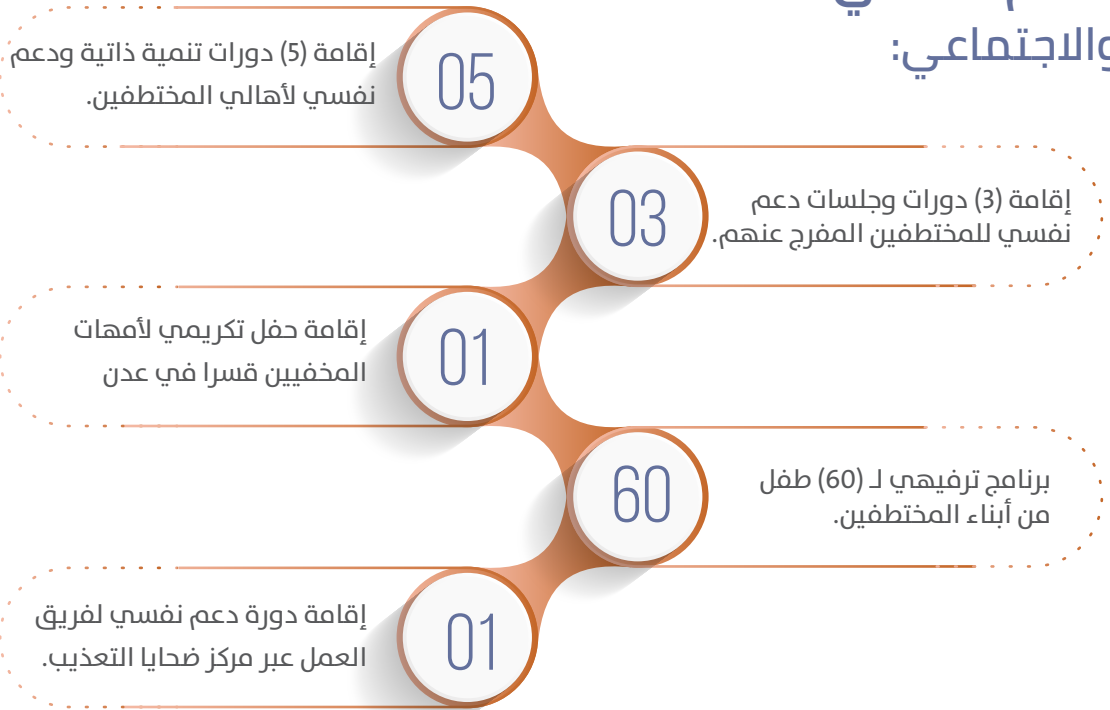 والاجتماعي:
05
إقامة (5) دورات تنمية ذاتية ودعم
نفسي لأهالي المختطفين.
03
إقامة (3) دورات وجلسات دعم
نفسي للمختطفين المفرج عنهم.
01
إقامة حفل تكريمي لأمهات
المخفيين قسرا في عدن
60
برنامج ترفيهي لـ (60) طفل
من أبناء المختطفين.
01
إقامة دورة دعم نفسي لفريق
العمل عبر مركز ضحايا التعذيب.